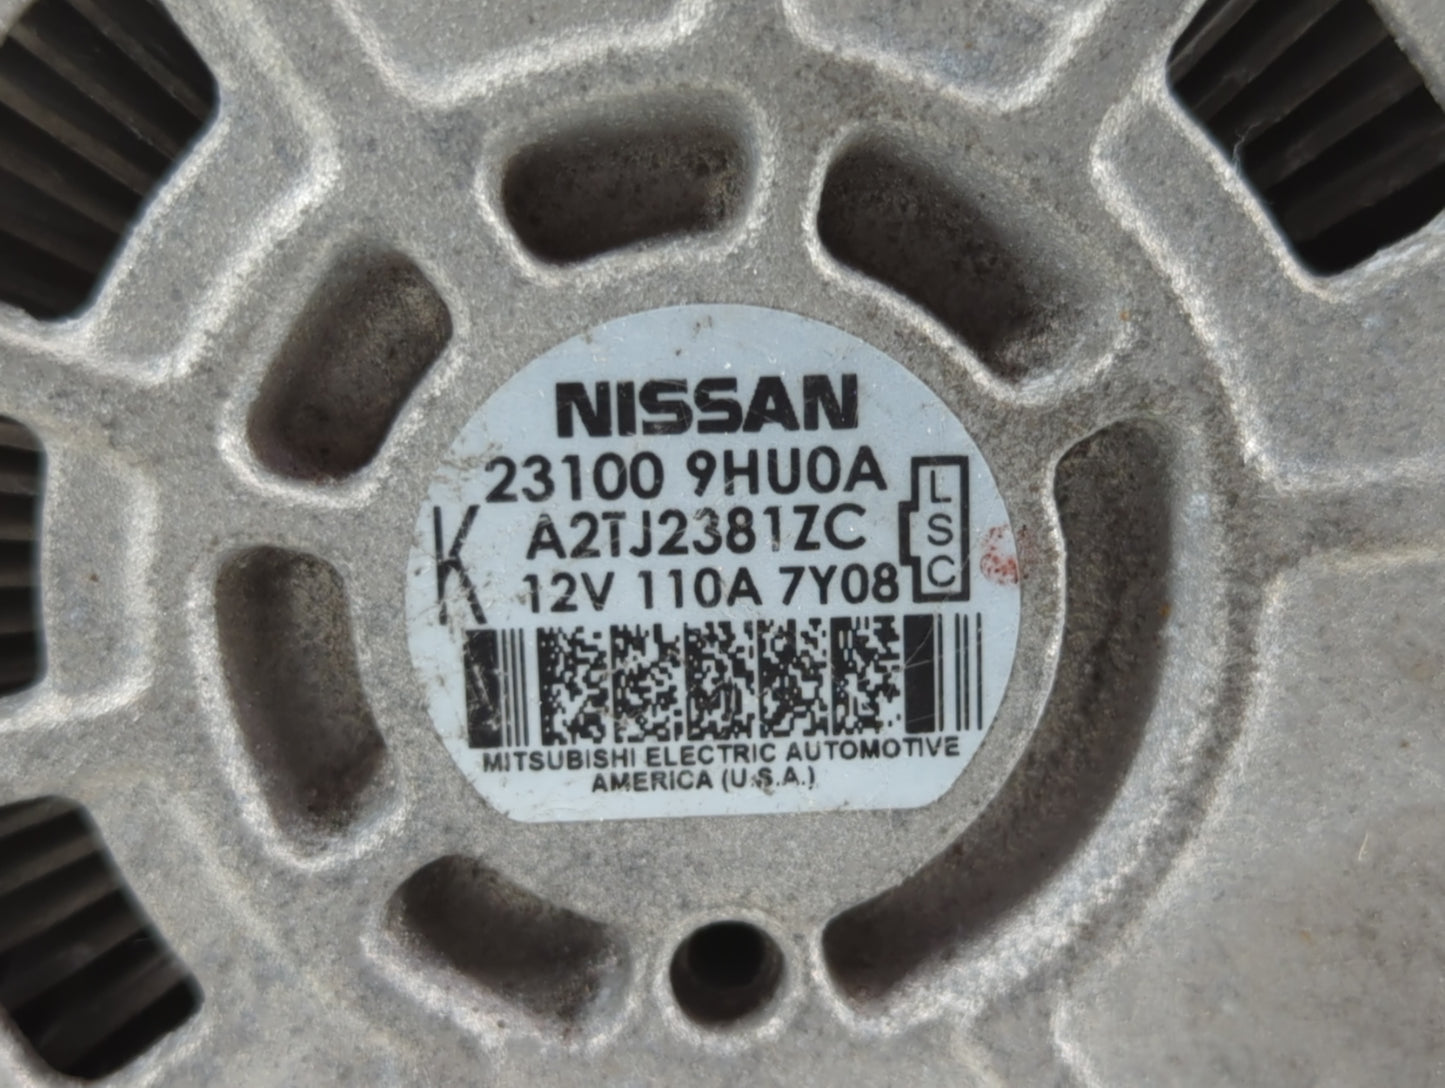 NISSAN
23100 9HU0A
K A2TJ2381ZC
12V 110A 7Y08
L
S
C
MITSUBISHI ELECTRIC AUTOMOTIVE
AMERICA (U.S.A.)